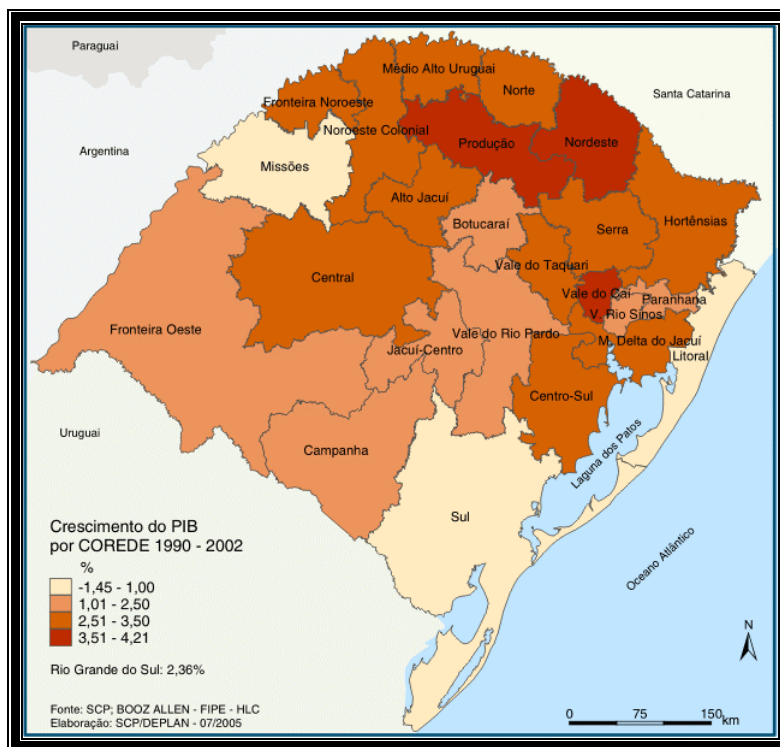 Paraguai
Médio Alto Uruguai
Norte
Santa Catarina
Fronteira Noroeste
Noroeste Colonial
Argentina
Produção
Nordeste
Missões
Alto Jacuí
Botucaraí
Serra
Hortênsias
Central
Vale do Taquari
Vale do Caí
Paranhana
V. Rio Sinos
Fronteira Oeste
Vale do Rio Pardo
M. Delta do Jacuí
Jacuí-Centro
Litoral
Centro-Sul
Uruguai
Campanha
Laguna dos Patos
Sul
Oceano Atlântico
Crescimento do PIB
por COREDE 1990 - 2002
%
-1,45 - 1,00
1,01 - 2,50
2,51 - 3,50
3,51 - 4,21
Rio Grande do Sul: 2,36%
N
Fonte: SCP; BOOZ ALLEN - FIPE - HLC
Elaboração: SCP/DEPLAN - 07/2005
0 75 150 km